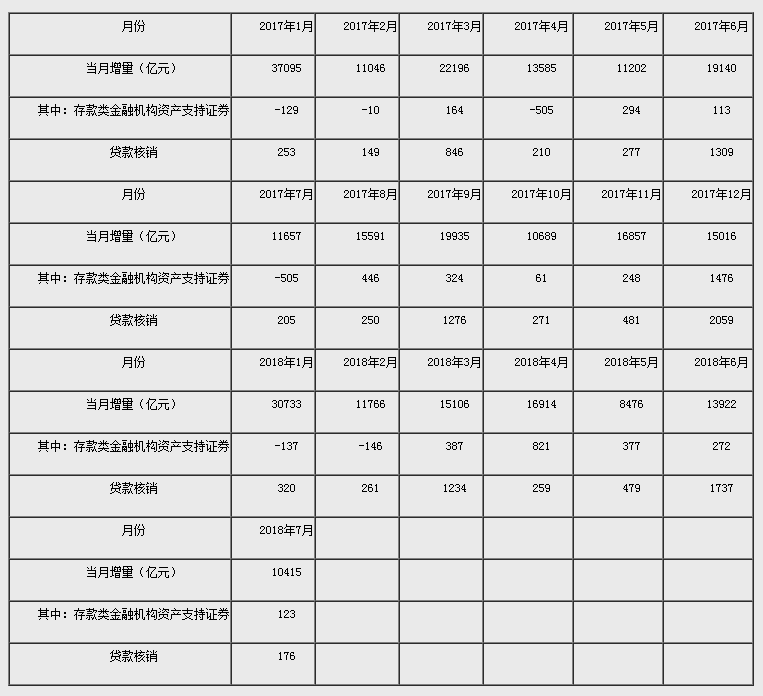 月份 2017年1月 2017年2月 2017年3月 2017年4月 2017年5月 2017年6月
当月增量（亿元） 37095 11046 22196 13585 11202 19140
其中：存款类金融机构资产支持证券 -129 -10 164 -505 294 113
贷款核销 253 149 846 210 277 1309
月份 2017年7月 2017年8月 2017年9月 2017年10月 2017年11月 2017年12月
当月增量（亿元） 11657 15591 19935 10689 16857 15016
其中：存款类金融机构资产支持证券 -505 446 324 61 248 1476
贷款核销 205 250 1276 271 481 2059
月份 2018年1月 2018年2月 2018年3月 2018年4月 2018年5月 2018年6月
当月增量（亿元） 30733 11766 15106 16914 8476 13922
其中：存款类金融机构资产支持证券 -137 -146 387 821 377 272
贷款核销 320 261 1234 259 479 1737
月份 2018年7月
当月增量（亿元） 10415
其中：存款类金融机构资产支持证券 123
贷款核销 176